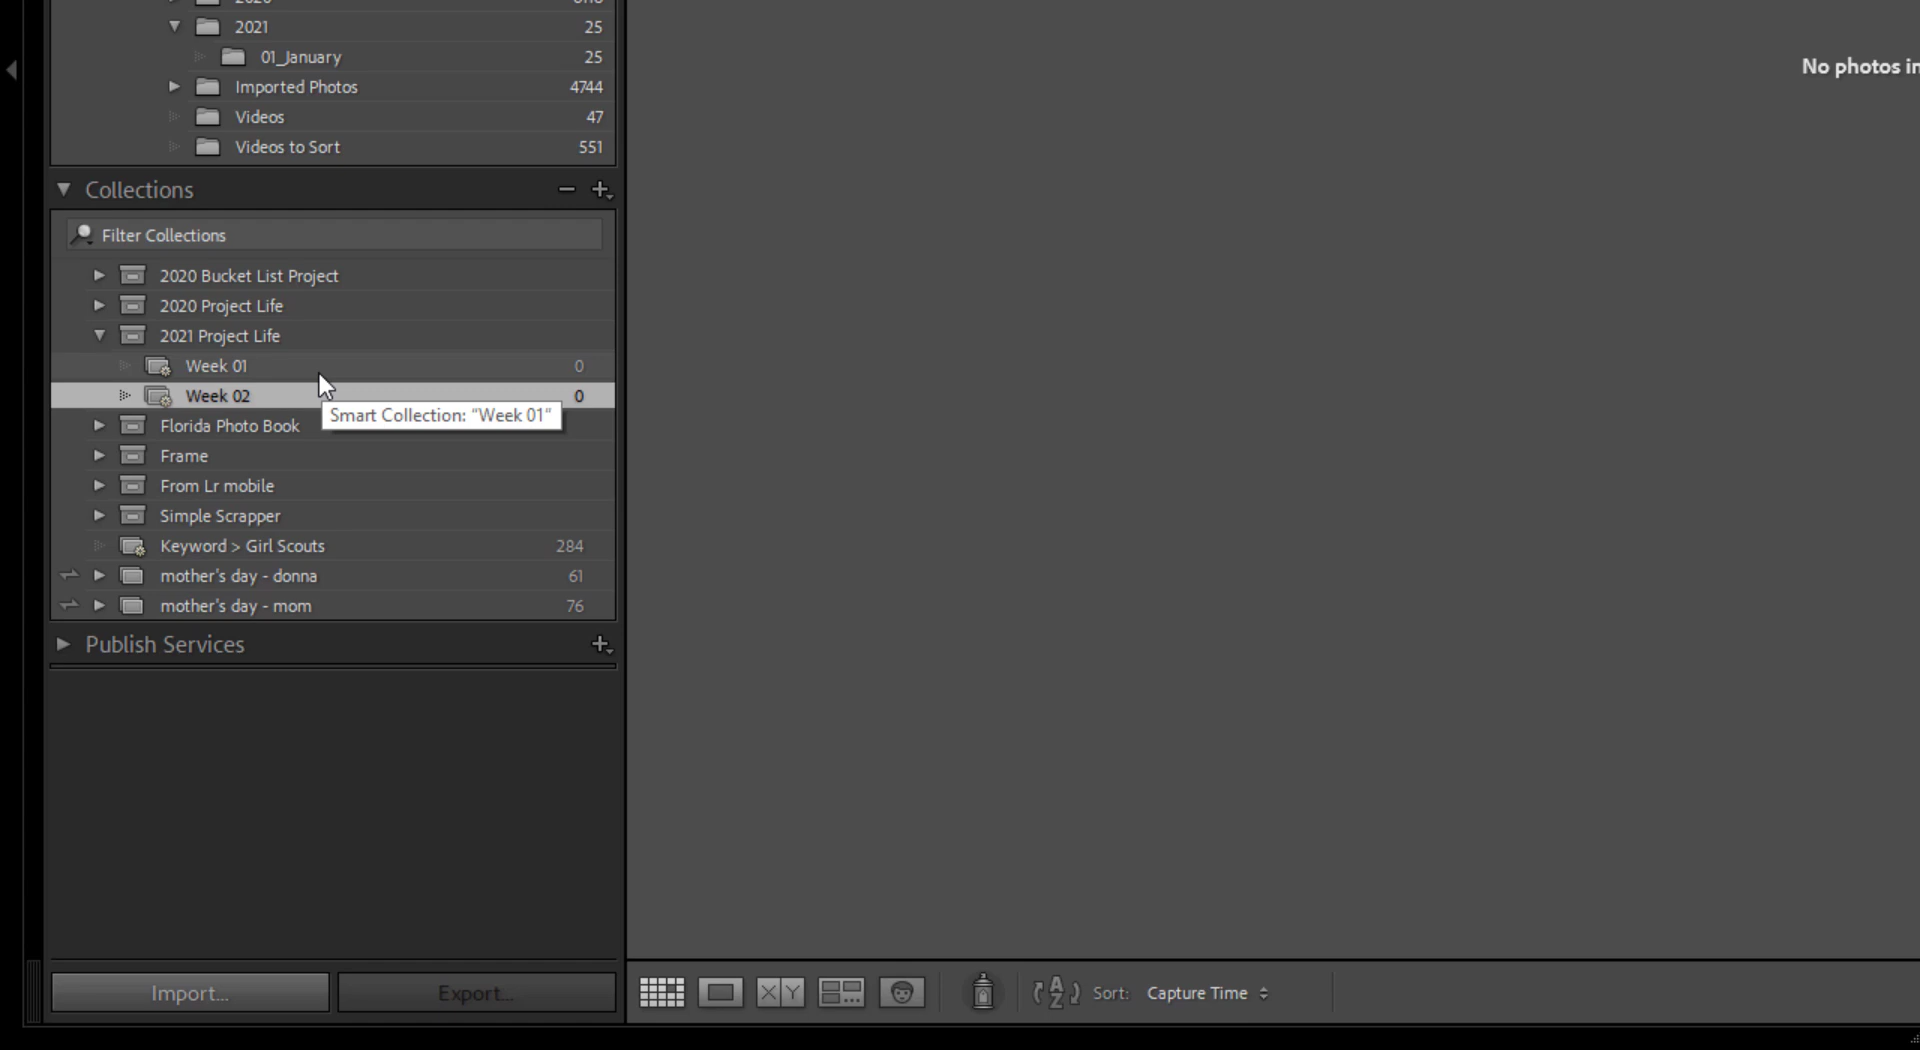 2021 25
01_January 25
Imported Photos 4744
Videos 47
Videos to Sort 551
No photos in
Collections
Filter Collections
2020 Bucket List Project
2020 Project Life
2021 Project Life
Week 01 0
Week 02 0
Smart Collection: "Week 01"
Florida Photo Book
Frame
From Lr mobile
Simple Scrapper
Keyword > Girl Scouts 284
mother's day - donna 61
mother's day - mom 76
Publish Services
Import... Export... XY AZ Sort: Capture Time